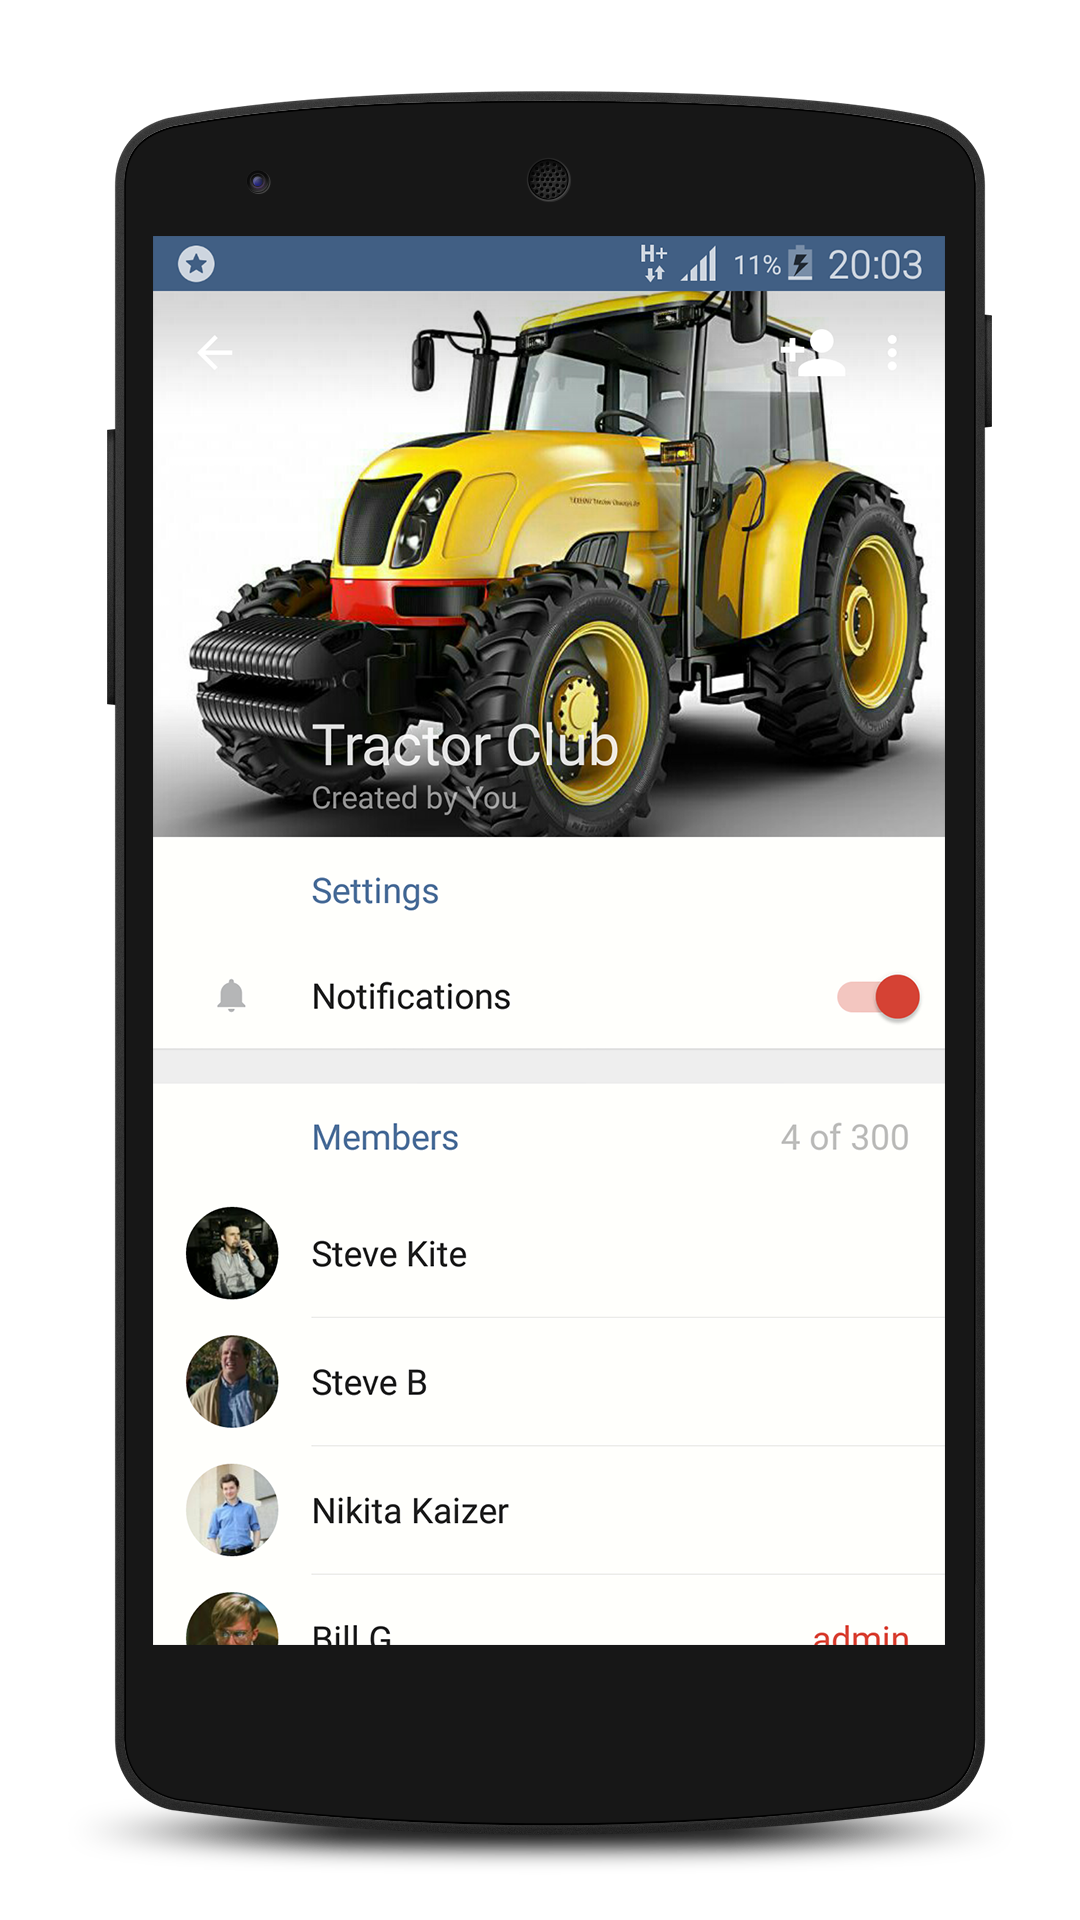 H+ 11% 20:03
Tractor Club
Created by You
Settings
Notifications
Members 4 of 300
Steve Kite
Steve B
Nikita Kaizer
Bill G admin